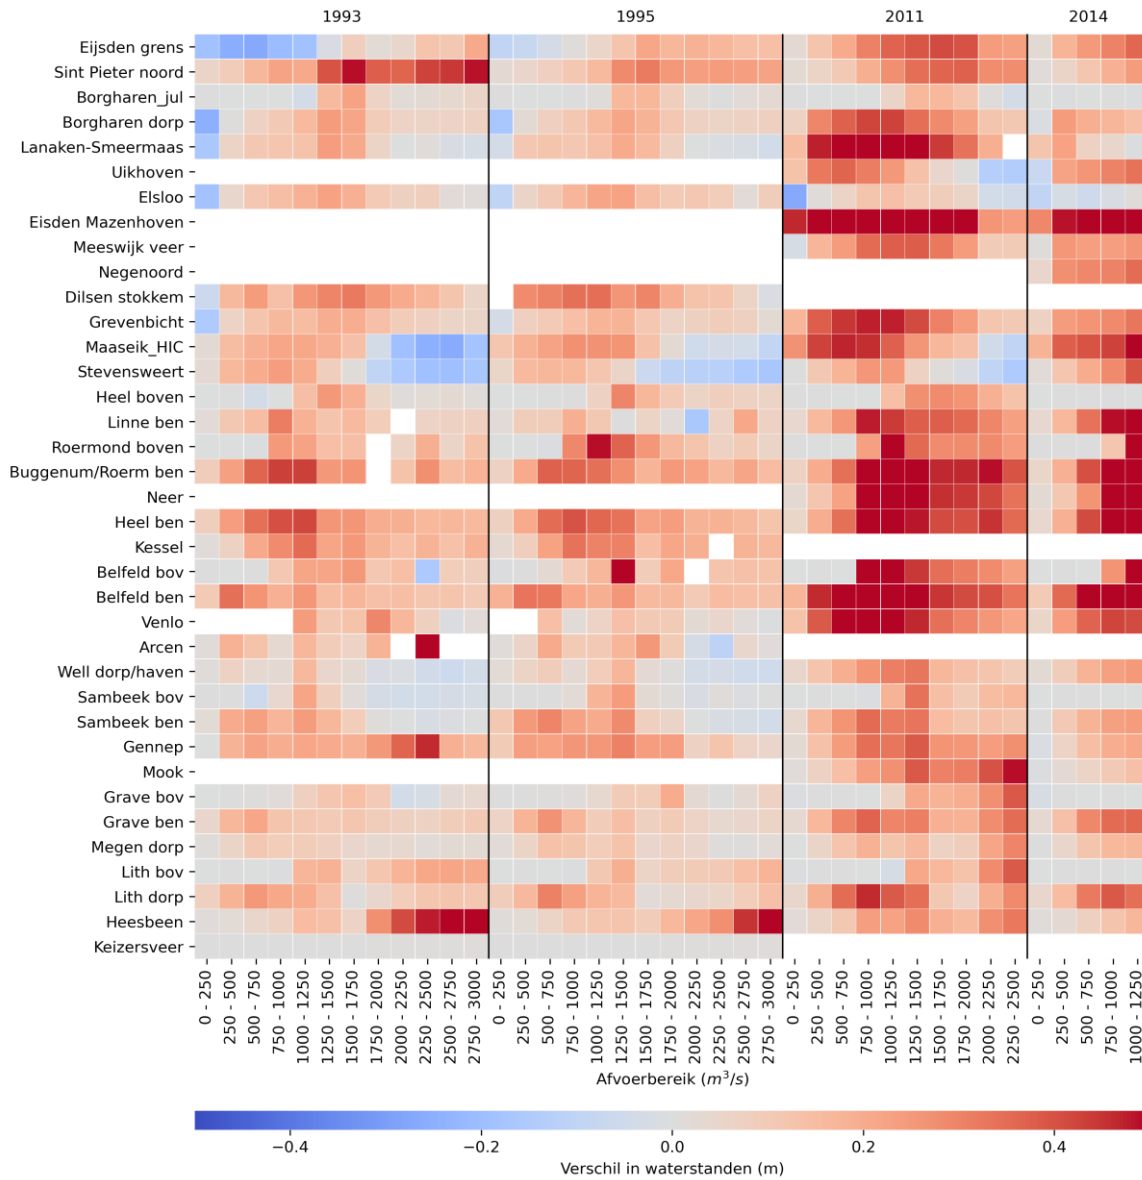 1993 1995 2011 2014
Eijsden grens
Sint Pieter noord
Borgharen_jul
Borgharen dorp
Lanaken-Smeermaas
Uikhoven
Elsloo
Eisden Mazenhoven
Meeswijk veer
Negenoord
Dilsen stokkem
Grevenbicht
Maaseik_HIC
Stevensweert
Heel boven
Linne ben
Roermond boven
Buggenum/Roerm ben
Neer
Heel ben
Kessel
Belfeld bov
Belfeld ben
Venlo
Arcen
Well dorp/haven
Sambeek bov
Sambeek ben
Gennep
Mook
Grave bov
Grave ben
Megen dorp
Lith bov
Lith dorp
Heesbeen
Keizersveer
0 - 250 250 - 500 500 - 750 750 - 1000 1000 - 1250 1250 - 1500 1500 - 1750 1750 - 2000 2000 - 2250 2250 - 2500 2500 - 2750 2750 - 3000 0 - 250 250 - 500 500 - 750 750 - 1000 1000 - 1250 1250 - 1500 1500 - 1750 1750 - 2000 2000 - 2250 2250 - 2500 2500 - 2750 2750 - 3000 0 - 250 250 - 500 500 - 750 750 - 1000 1000 - 1250 1250 - 1500 1500 - 1750 1750 - 2000 2000 - 2250 2250 - 2500 0 - 250 250 - 500 500 - 750 750 - 1000 1000 - 1250
Afvoerbereik (m³/s)
−0.4 −0.2 0.0 0.2 0.4
Verschil in waterstanden (m)